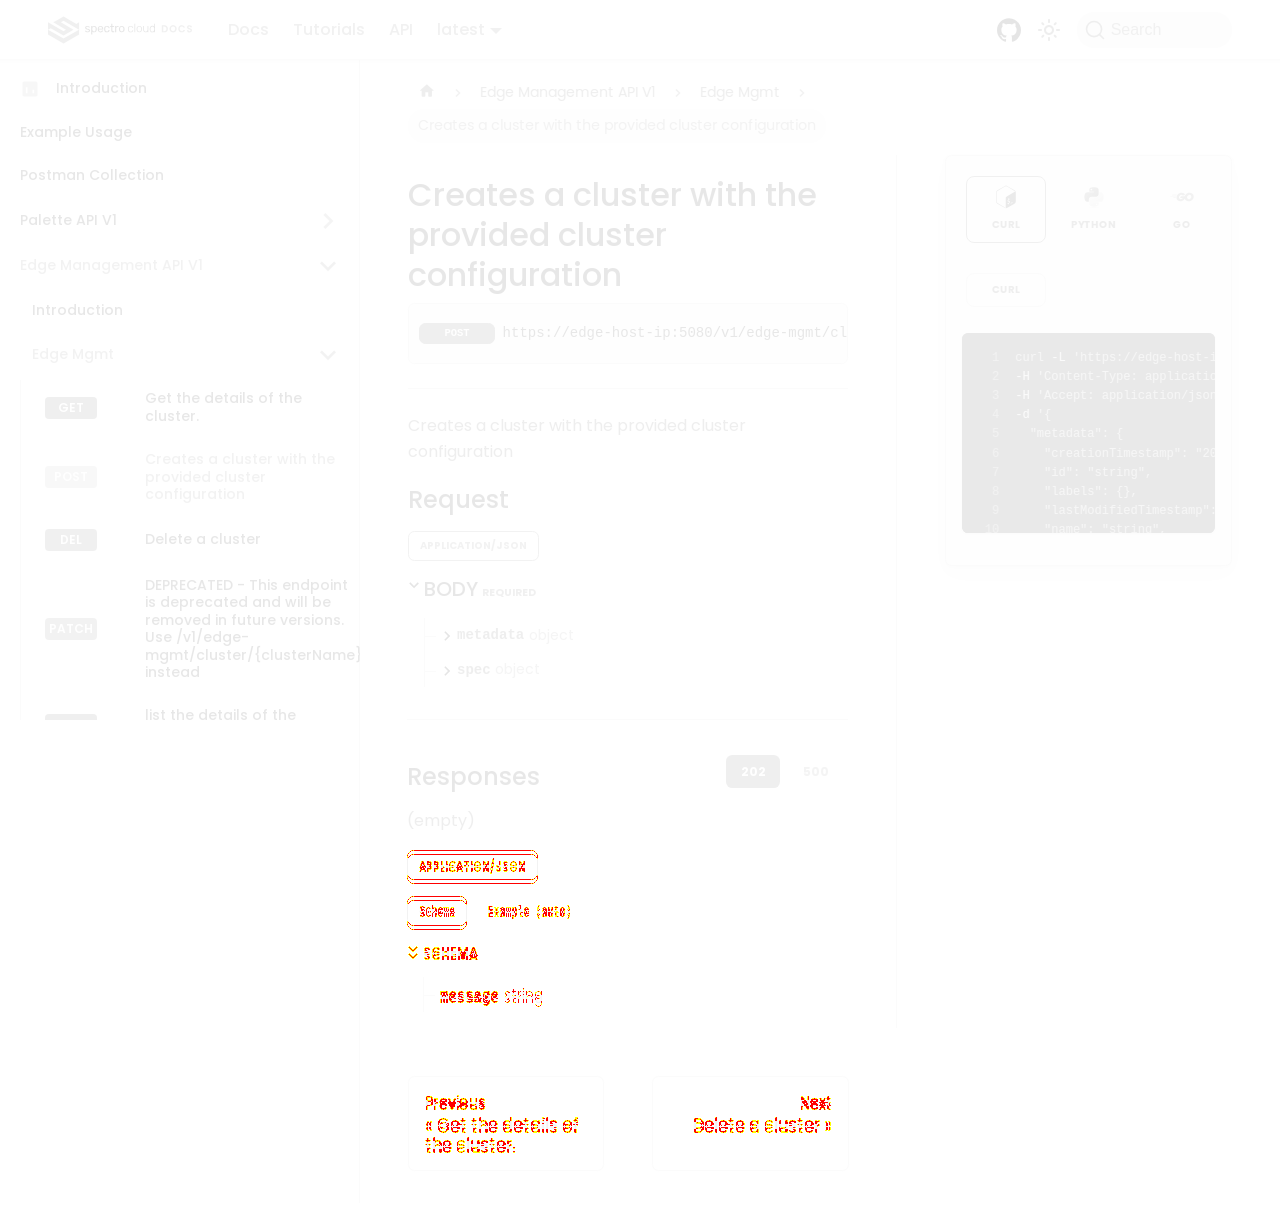 spectro cloud DOCS
Docs
Tutorials
API
latest
Search
Introduction
Example Usage
Postman Collection
Palette API V1
Edge Management API V1
Introduction
Edge Mgmt
GET
Get the details of the
cluster.
POST
Creates a cluster with the
provided cluster
configuration
DEL
Delete a cluster
PATCH
DEPRECATED - This endpoint
is deprecated and will be
removed in future versions.
Use /v1/edge-
mgmt/cluster/{clusterName}
instead
list the details of the
Edge Management API V1
Edge Mgmt
Creates a cluster with the provided cluster configuration
Creates a cluster with the
provided cluster
configuration
POST https://edge-host-ip:5080/v1/edge-mgmt/cl
Creates a cluster with the provided cluster
configuration
Request
APPLICATION/JSON
BODY REQUIRED
metadata object
spec object
Responses
202
500
(empty)
APPLICATION/JSON
Schema
Example (auto)
SCHEMA
message string
Previous
« Get the details of
the cluster.
Next
Delete a cluster »
CURL
PYTHON
GO
CURL
1 curl -L 'https://edge-host-i
2 -H 'Content-Type: applicatio
3 -H 'Accept: application/json
4 -d '{
5 "metadata": {
6 "creationTimestamp": "20
7 "id": "string",
8 "labels": {},
9 "lastModifiedTimestamp":
10 "name": "string",